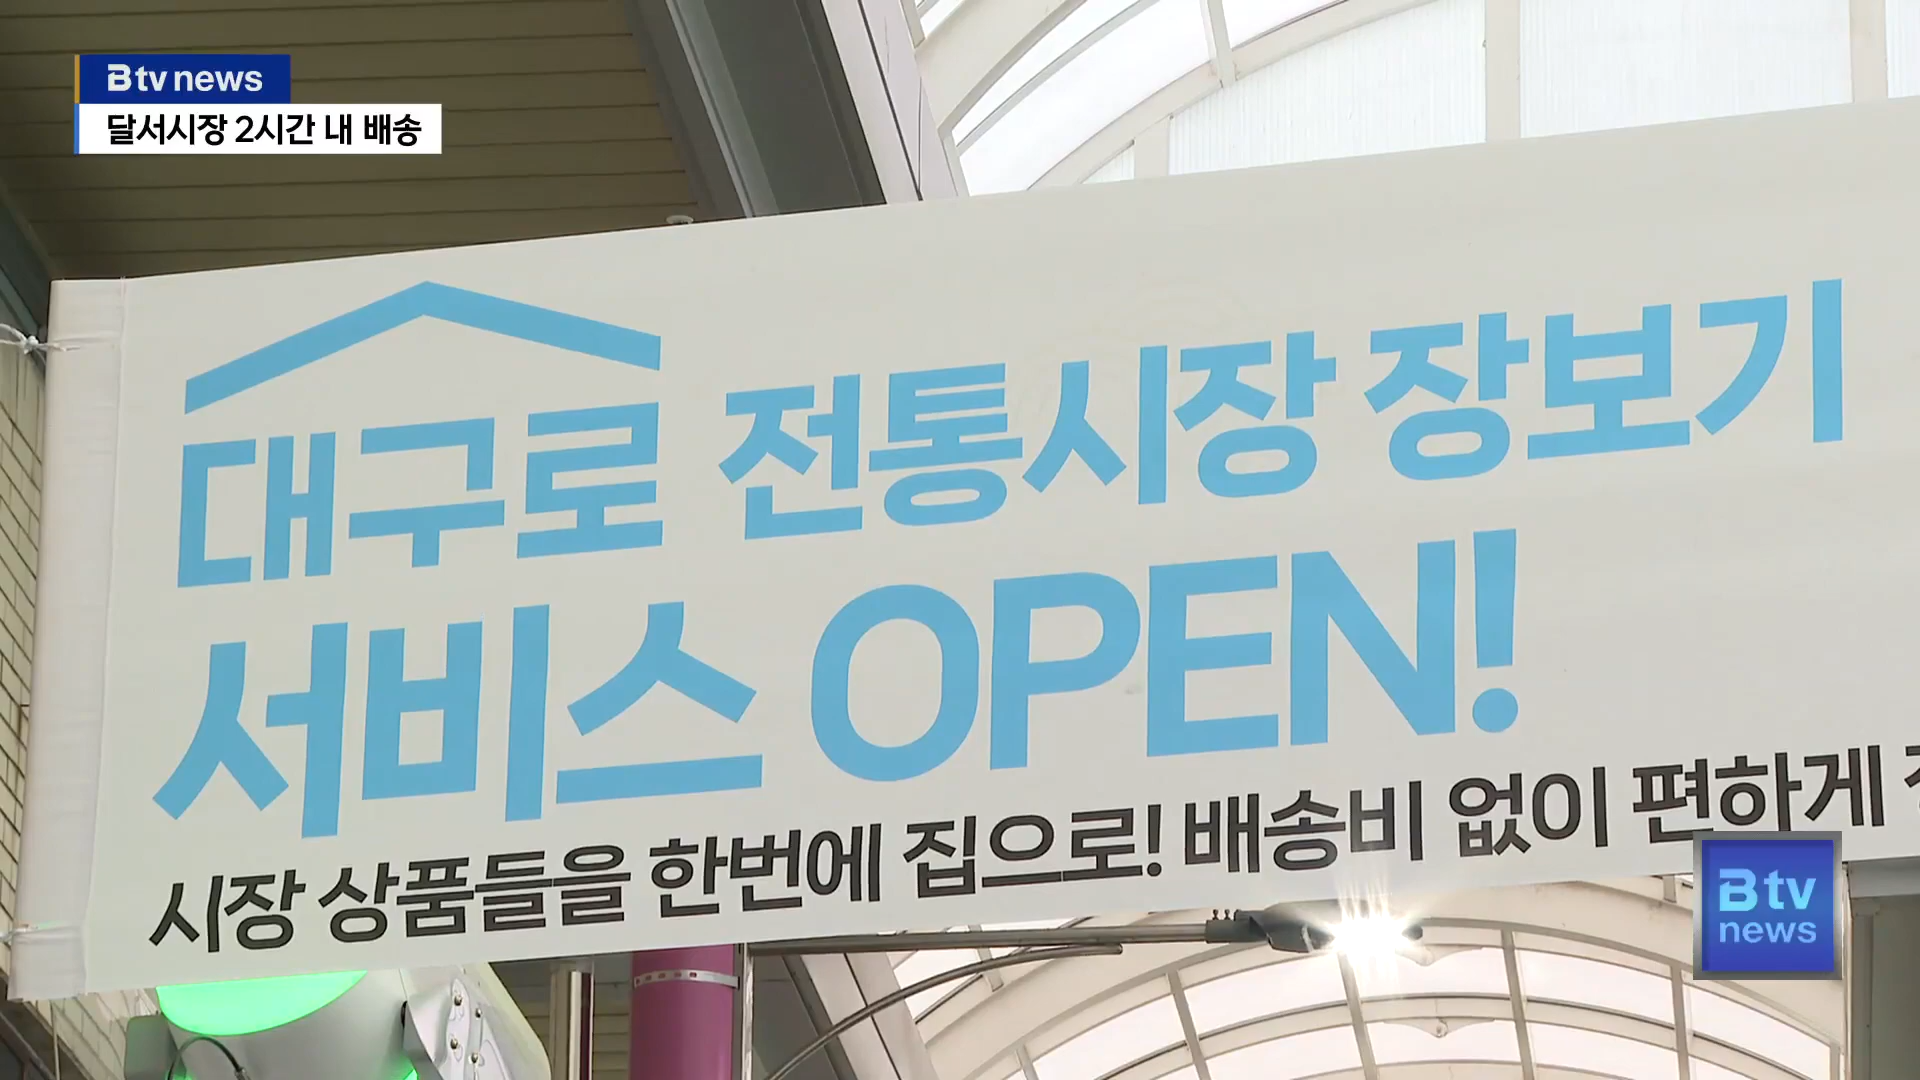 B tv news
달서시장 2시간 내 배송
대구로 전통시장 장보기
서비스 OPEN!
시장 상품들을 한번에 집으로! 배송비 없이 편하게
B tv
news